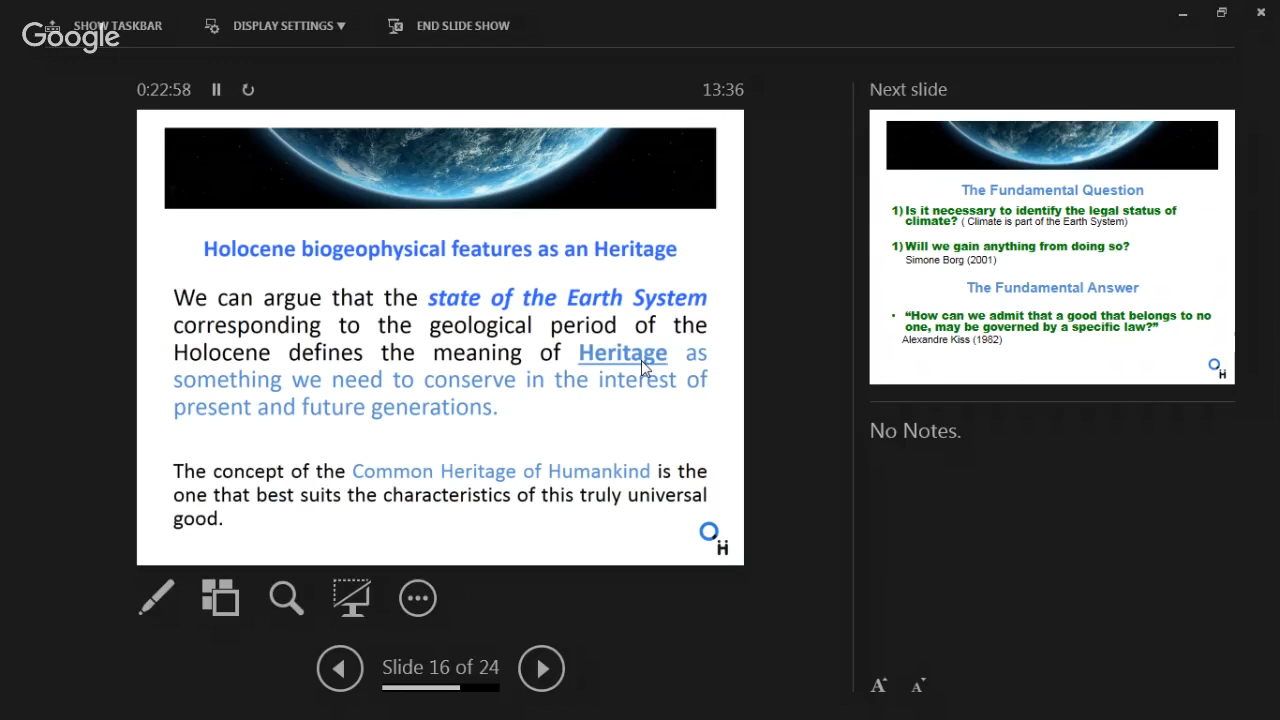 SHOW TASKBAR
DISPLAY SETTINGS ▼
END SLIDE SHOW
Google
0:22:58
13:36
Next slide
Holocene biogeophysical features as an Heritage
We can argue that the state of the Earth System
corresponding to the geological period of the
Holocene defines the meaning of Heritage as
something we need to conserve in the interest of
present and future generations.
The concept of the Common Heritage of Humankind is the
one that best suits the characteristics of this truly universal
good.
H
The Fundamental Question
1) Is it necessary to identify the legal status of
climate? ( Climate is part of the Earth System)
1) Will we gain anything from doing so?
Simone Borg (2001)
The Fundamental Answer
• “How can we admit that a good that belongs to no
one, may be governed by a specific law?”
Alexandre Kiss (1982)
H
No Notes.
Slide 16 of 24
A A